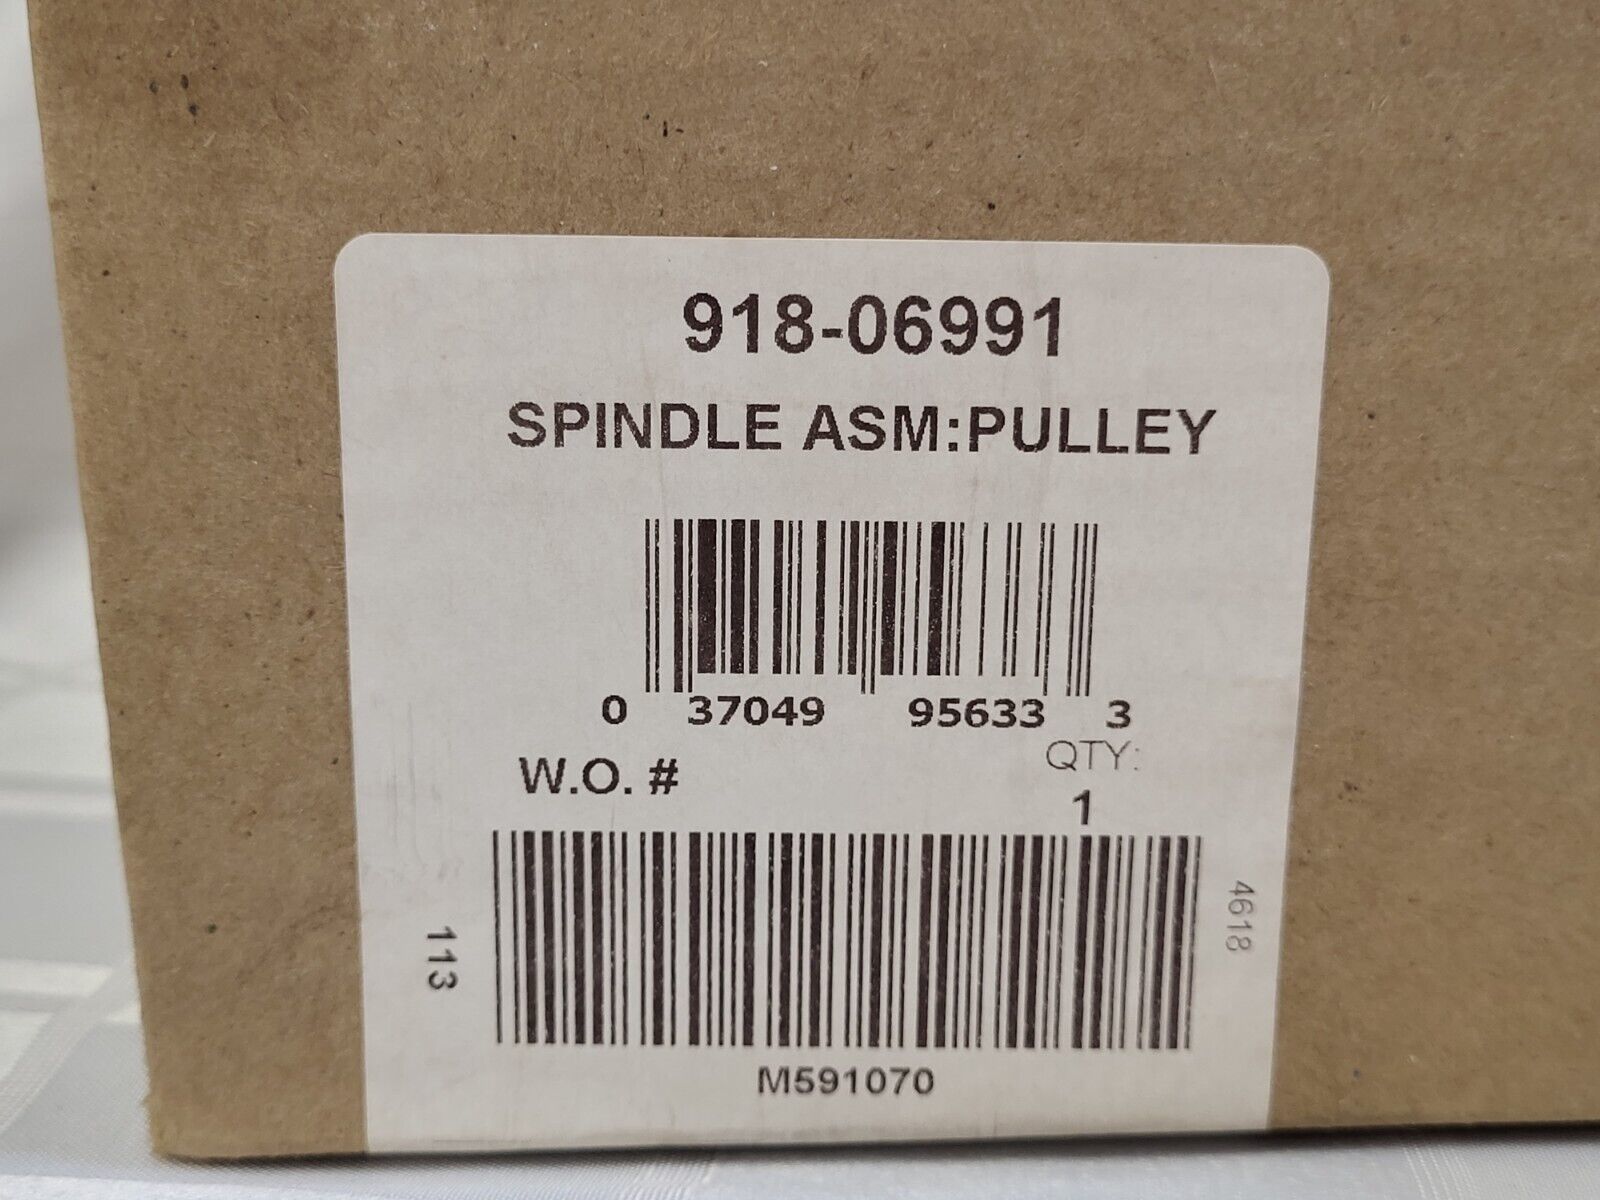 918-06991
SPINDLE ASM:PULLEY
0 37049 95633 3
QTY:
W.O. #
1
113
4618
M591070